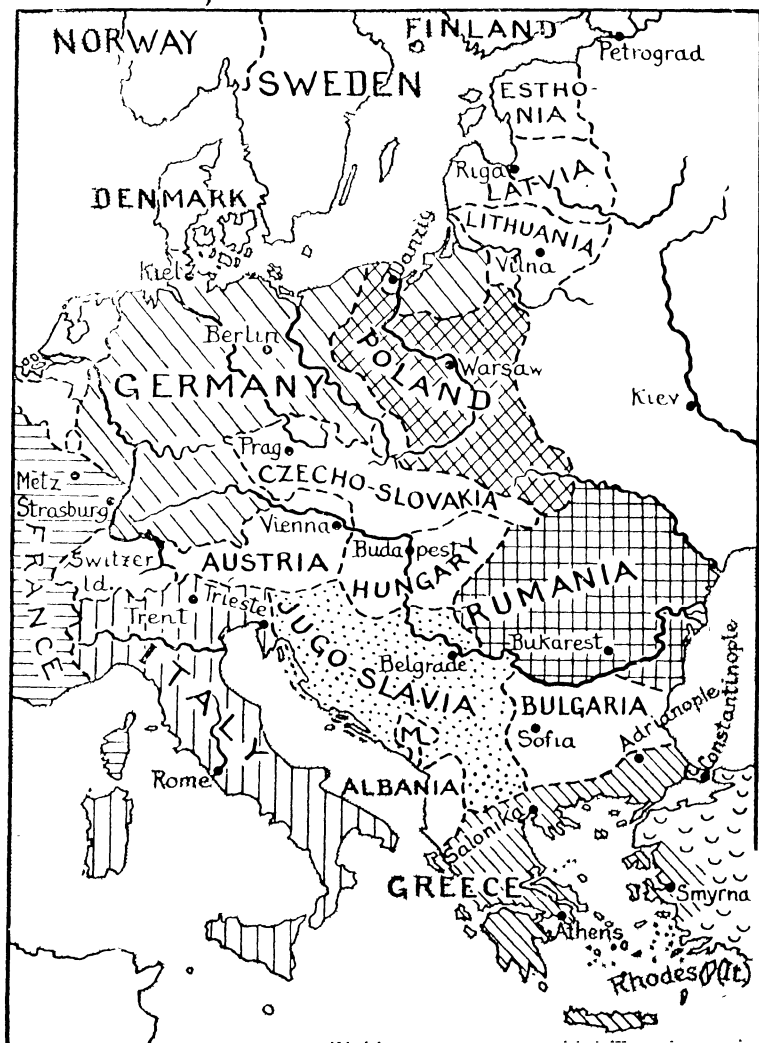 NORWAY
SWEDEN
FINLAND
Petrograd
ESTHO-
NIA
Riga
LATVIA
DENMARK
LITHUANIA
Vilna
Danzig
Kiel
Berlin
POLAND
Warsaw
GERMANY
Kiev
Prag
CZECHO-SLOVAKIA
Metz
Strasburg
Vienna
FRANCE
Switzer
ld.
AUSTRIA
Buda pest
HUNGARY
RUMANIA
Trent
Trieste
JUGO SLAVIA
Belgrade
Bukarest
ITALY
BULGARIA
Sofia
M.
Adrianople
Constantinople
Rome
ALBANIA
Salonika
GREECE
Smyrna
Athens
Rhodes (It.)